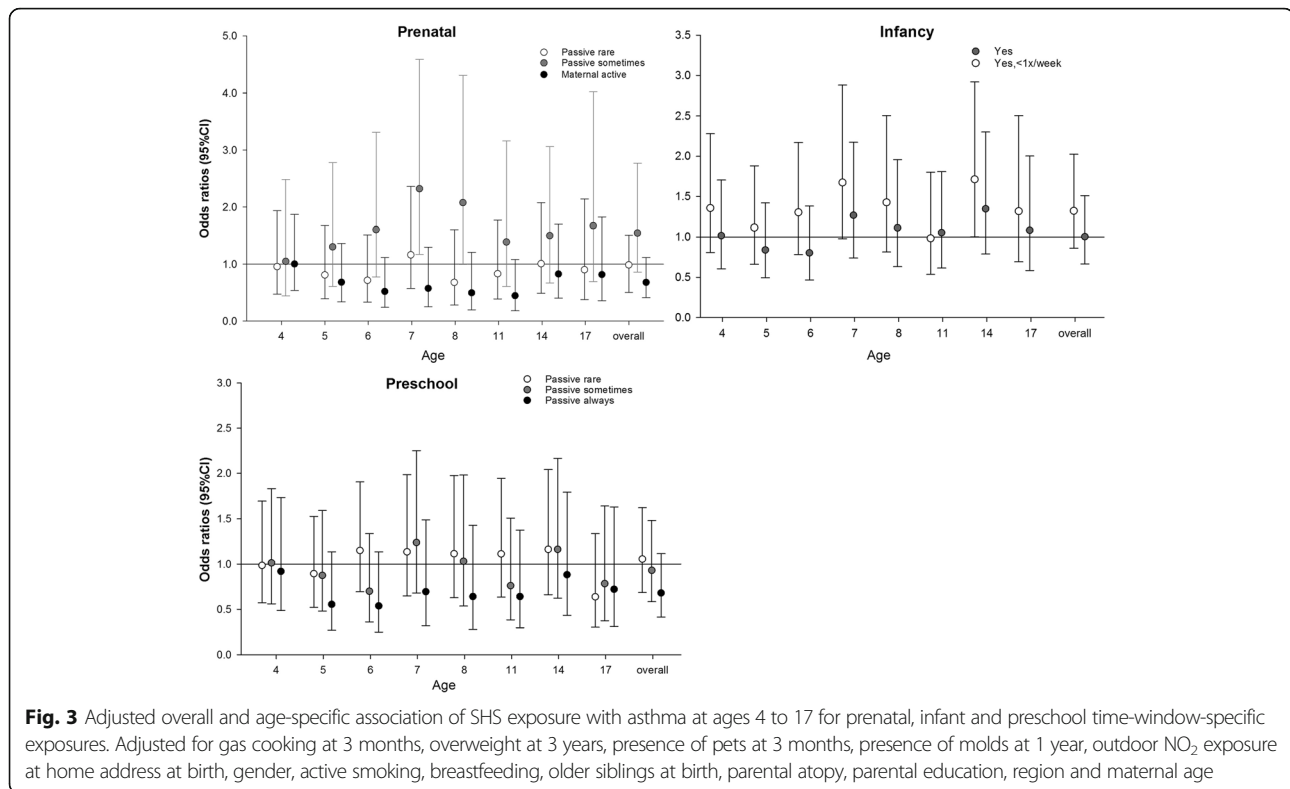 Prenatal
Passive rare
Passive sometimes
Maternal active
Odds ratios (95%CI)
5.0
4.0
3.0
2.0
1.0
0.0
4 5 6 7 8 11 14 17 overall
Age
Infancy
Yes
Yes,<1x/week
3.5
3.0
2.5
2.0
1.5
1.0
0.5
0.0
4 5 6 7 8 11 14 17 overall
Age
Preschool
Passive rare
Passive sometimes
Passive always
Odds ratios (95%CI)
3.0
2.5
2.0
1.5
1.0
0.5
0.0
4 5 6 7 8 11 14 17 overall
Age
Fig. 3 Adjusted overall and age-specific association of SHS exposure with asthma at ages 4 to 17 for prenatal, infant and preschool time-window-specific
exposures. Adjusted for gas cooking at 3 months, overweight at 3 years, presence of pets at 3 months, presence of molds at 1 year, outdoor NO₂ exposure
at home address at birth, gender, active smoking, breastfeeding, older siblings at birth, parental atopy, parental education, region and maternal age